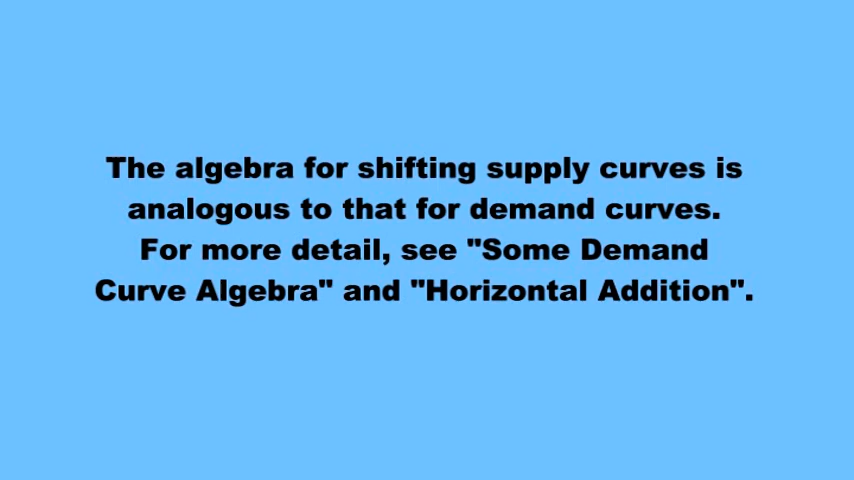 The algebra for shifting supply curves is
analogous to that for demand curves.
For more detail, see "Some Demand
Curve Algebra" and "Horizontal Addition".